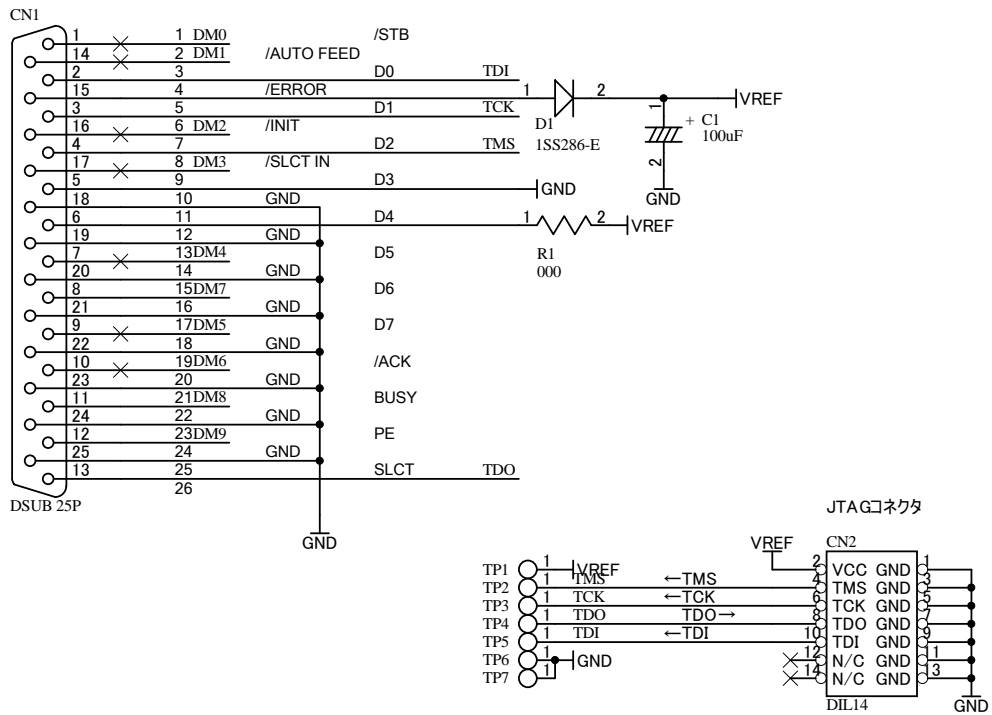 CN1
1 1 DM0 /STB
14 2 DM1 /AUTO FEED
2 3 D0 TDI
15 4 /ERROR 1 2 VREF
3 5 D1 TCK D1 1 + C1
16 6 DM2 /INIT 1SS286-E 100uF
4 7 D2 TMS 2
17 8 DM3 /SLCT IN
5 9 D3 GND GND
18 10 GND
6 11 D4 1 2 VREF
19 12 GND
7 13DM4 D5 R1
20 14 GND 000
8 15DM7 D6
21 16 GND
9 17DM5 D7
22 18 GND
10 19DM6 /ACK
23 20 GND
11 21DM8 BUSY
24 22 GND
12 23DM9 PE
25 24 GND
13 25 SLCT TDO
26
DSUB 25P
GND
JTAGコネクタ
VREF CN2
TP1 1 VREF 2 VCC GND 1
TP2 1 TMS ←TMS 4 TMS GND 3
TP3 1 TCK ←TCK 6 TCK GND 5
TP4 1 TDO TDO→ 8 TDO GND 7
TP5 1 TDI ←TDI 10 TDI GND 9
TP6 1 GND 12 N/C GND 11
TP7 1 14 N/C GND 13
DIL14 GND